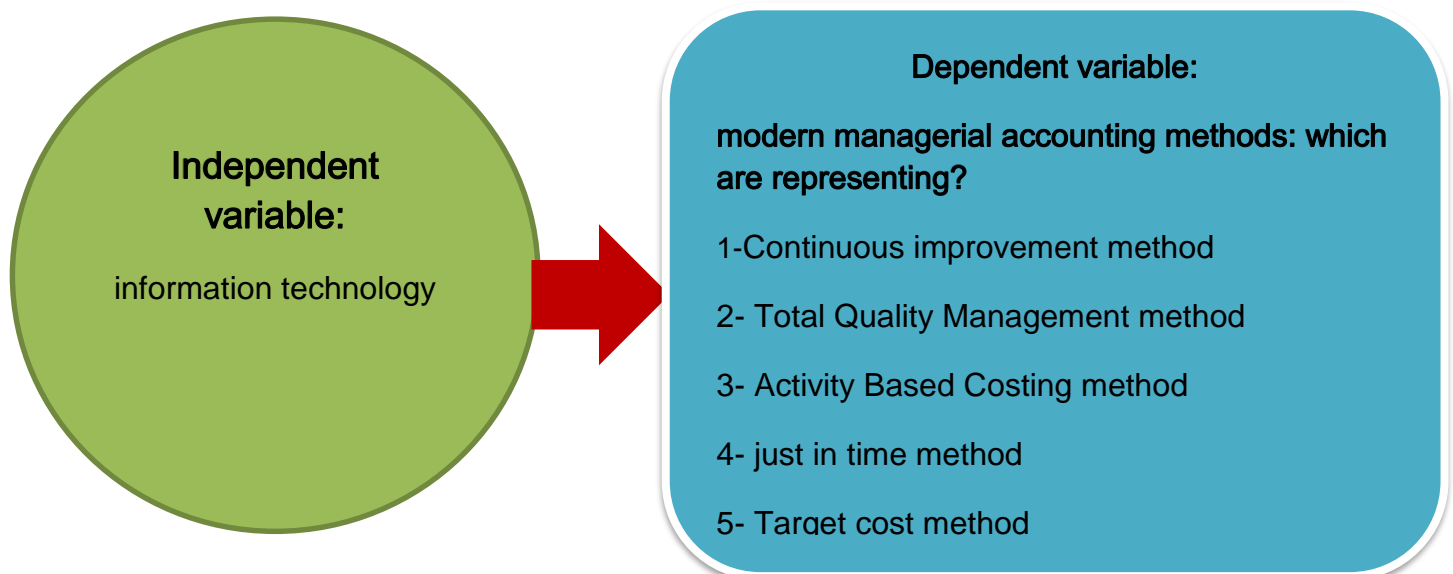 Independent
variable:
information technology
Dependent variable:
modern managerial accounting methods: which
are representing?
1-Continuous improvement method
2- Total Quality Management method
3- Activity Based Costing method
4- just in time method
5- Target cost method